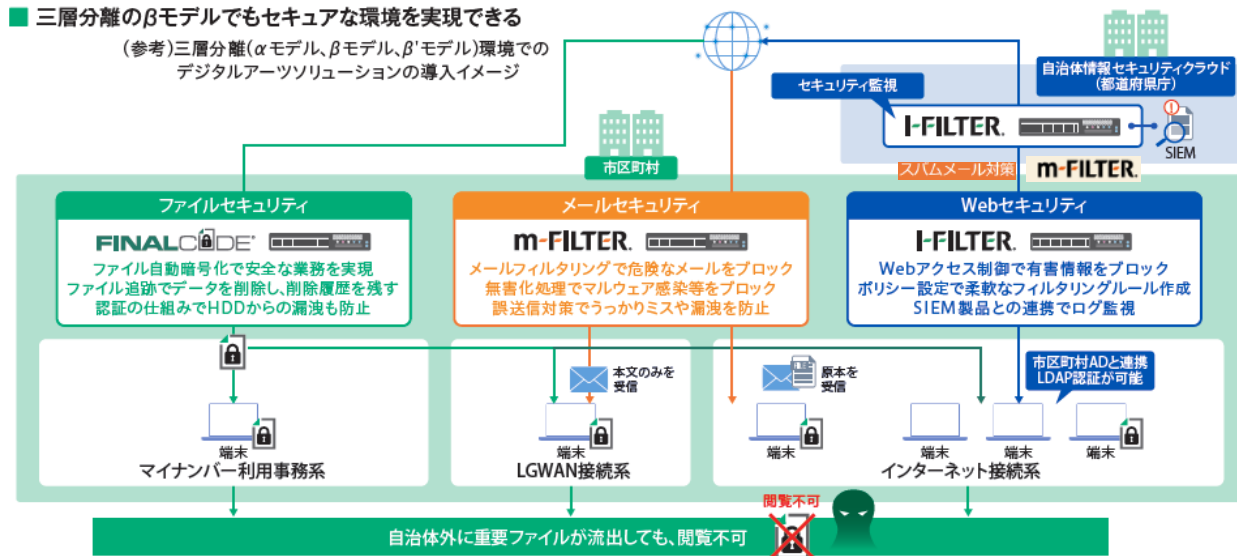 ■ 三層分離のβモデルでもセキュアな環境を実現できる
(参考)三層分離(αモデル、βモデル、β'モデル)環境での
デジタルアーツソリューションの導入イメージ
自治体情報セキュリティクラウド
(都道府県庁)
セキュリティ監視
i-FILTER.
SIEM
スパムメール対策
m-FILTER.
市区町村
ファイルセキュリティ
FINALCODE
ファイル自動暗号化で安全な業務を実現
ファイル追跡でデータを削除し、削除履歴を残す
認証の仕組みでHDDからの漏洩も防止
メールセキュリティ
m-FILTER.
メールフィルタリングで危険なメールをブロック
無害化処理でマルウェア感染等をブロック
誤送信対策でうっかりミスや漏洩を防止
Webセキュリティ
i-FILTER.
Webアクセス制御で有害情報をブロック
ポリシー設定で柔軟なフィルタリングルール作成
SIEM製品との連携でログ監視
本文のみを
受信
原本を
受信
市区町村ADと連携
LDAP認証が可能
端末
マイナンバー利用事務系
端末
LGWAN接続系
端末
端末
端末
端末
インターネット接続系
閲覧不可
自治体外に重要ファイルが流出しても、閲覧不可